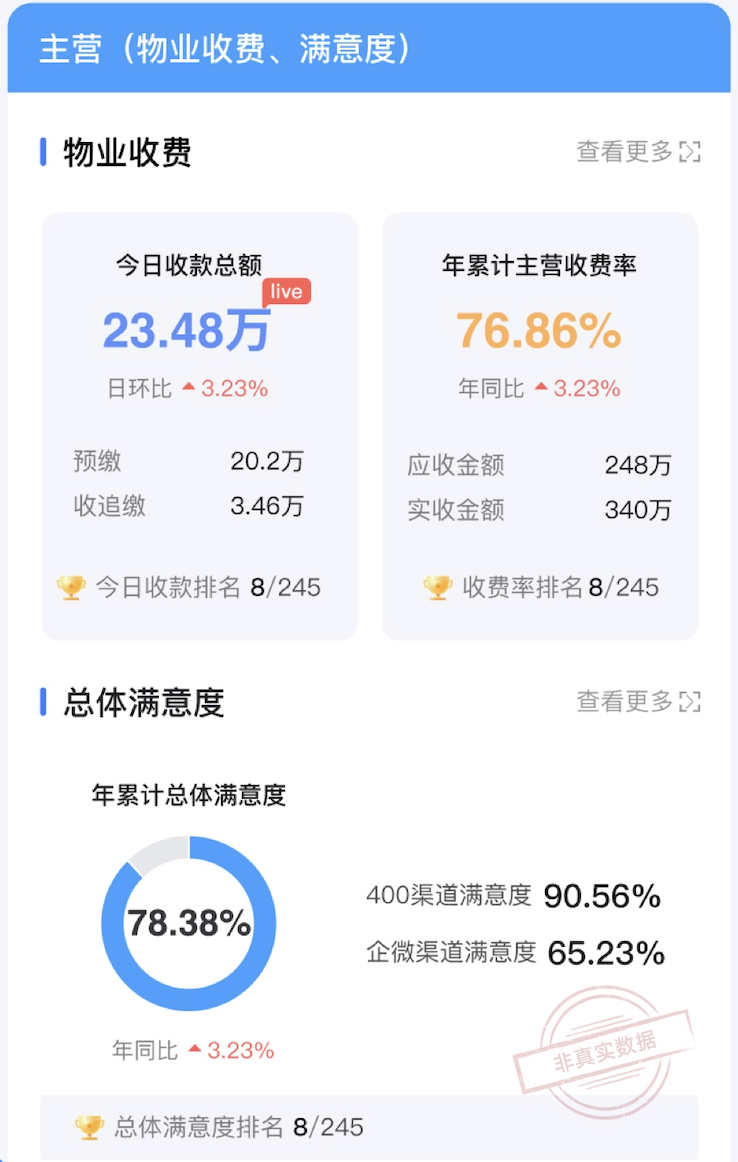 主营（物业收费、满意度）
物业收费
查看更多
今日收款总额
live
23.48万
日环比 3.23%
预缴 20.2万
收追缴 3.46万
今日收款排名 8/245
年累计主营收费率
76.86%
年同比 3.23%
应收金额 248万
实收金额 340万
收费率排名 8/245
总体满意度
查看更多
年累计总体满意度
78.38%
年同比 3.23%
400渠道满意度 90.56%
企微渠道满意度 65.23%
非真实数据
总体满意度排名 8/245